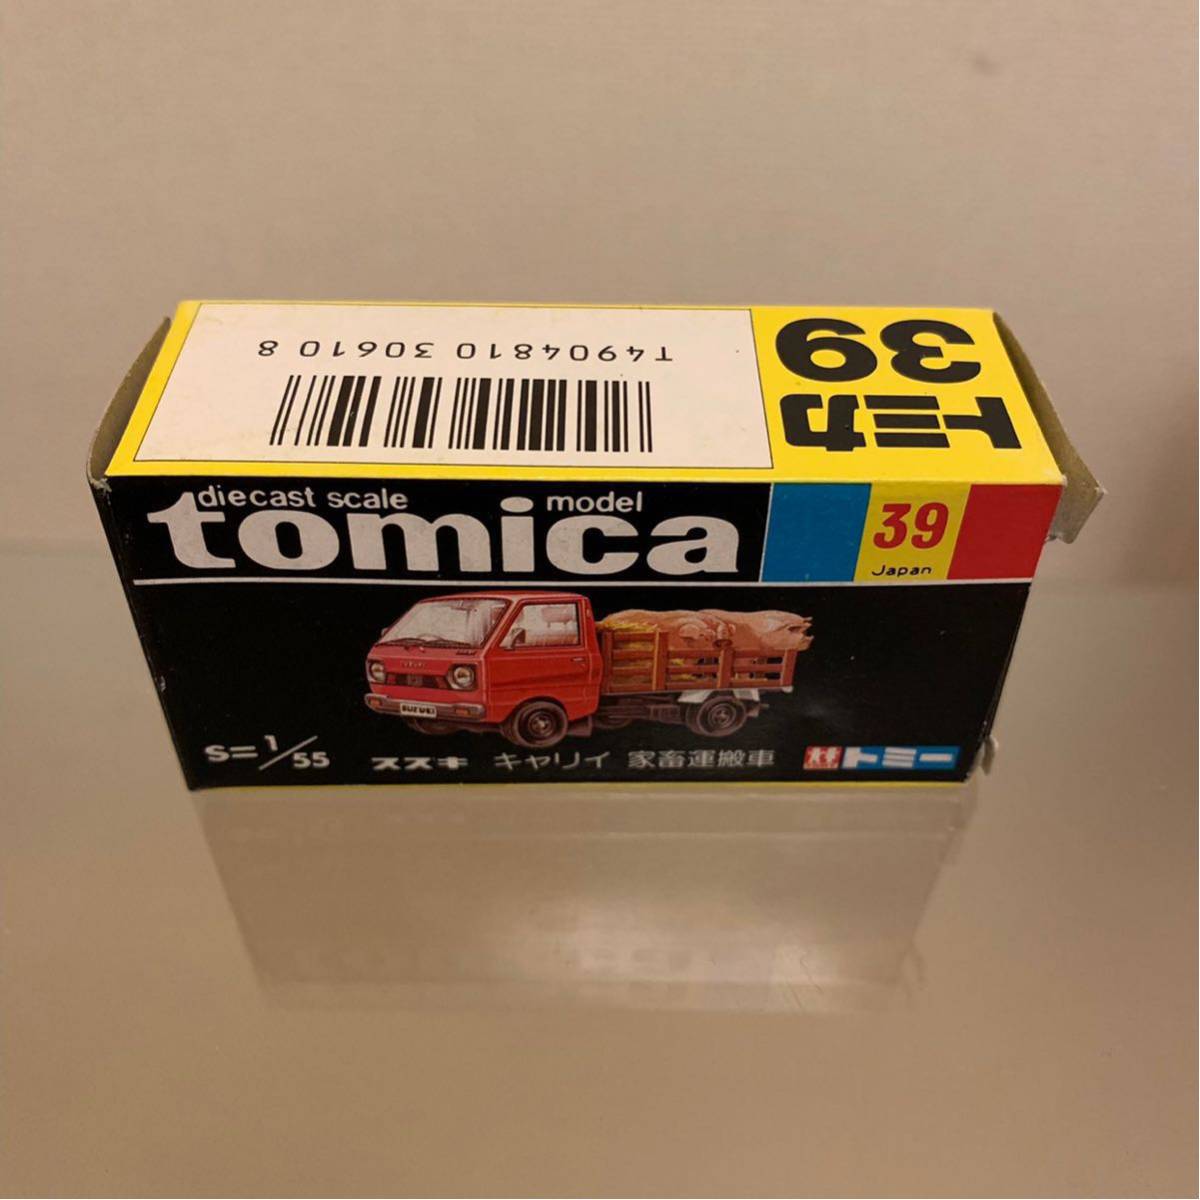 T4904810 30610 8
トミカ
39
diecast scale model
tomica
39
Japan
SUZUKI
S=1/55
スズキ キャリイ 家畜運搬車
トミー